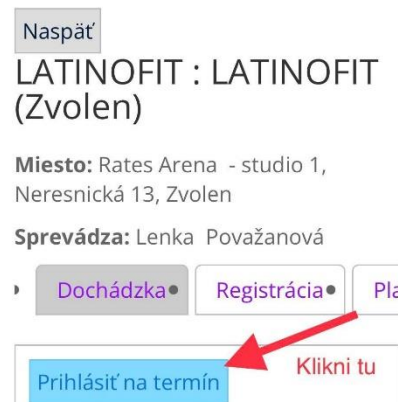 Naspäť
LATINOFIT : LATINOFIT
(Zvolen)
Miesto: Rates Arena - studio 1,
Neresnická 13, Zvolen
Sprevádza: Lenka Považanová
Dochádzka Registrácia
Klikni tu
Prihlásiť na termín